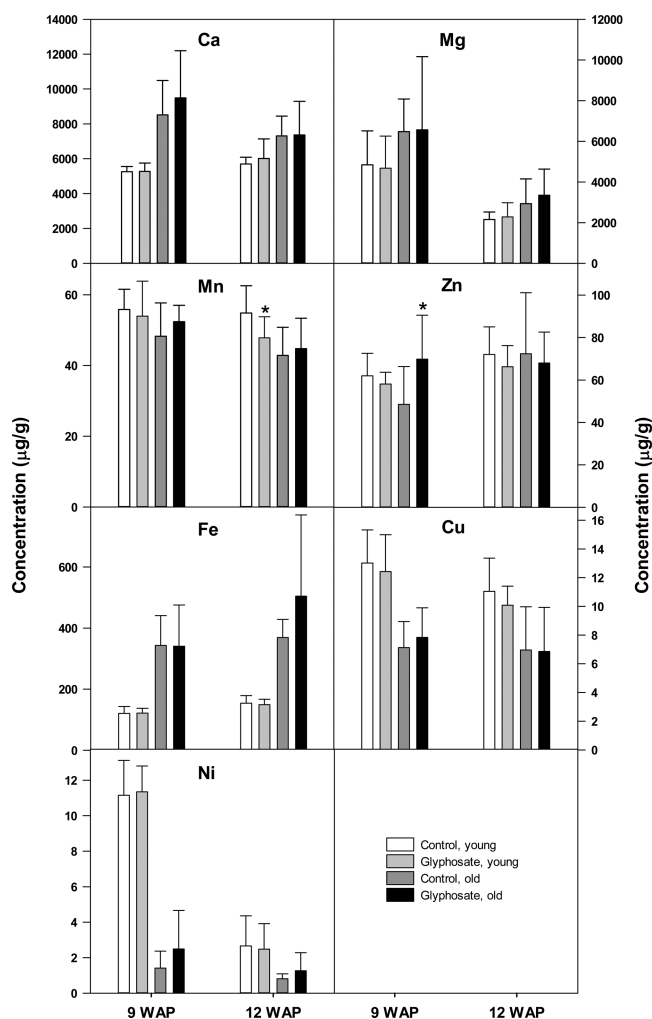 Ca
Mg
14000
12000
10000
8000
6000
4000
2000
0
12000
10000
8000
6000
4000
2000
0
Mn
Zn
60
40
20
0
*
*
100
80
60
40
20
0
Fe
Cu
600
400
200
0
16
14
12
10
8
6
4
2
0
Ni
12
10
8
6
4
2
0
Control, young
Glyphosate, young
Control, old
Glyphosate, old
9 WAP
12 WAP
9 WAP
12 WAP
Concentration (µg/g)
Concentration (µg/g)